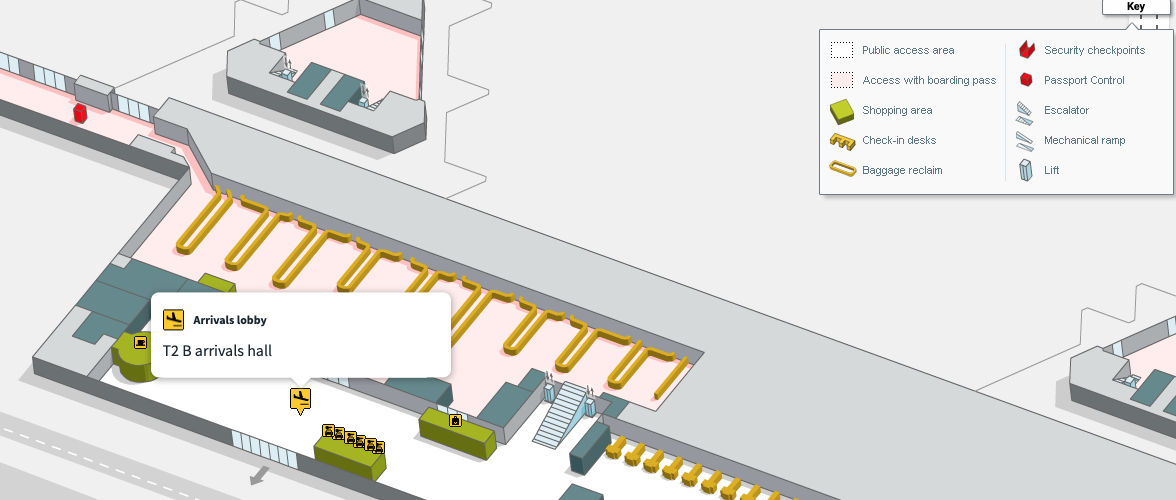 Key
Public access area
Access with boarding pass
Shopping area
Check-in desks
Baggage reclaim
Security checkpoints
Passport Control
Escalator
Mechanical ramp
Lift
Arrivals lobby
T2 B arrivals hall